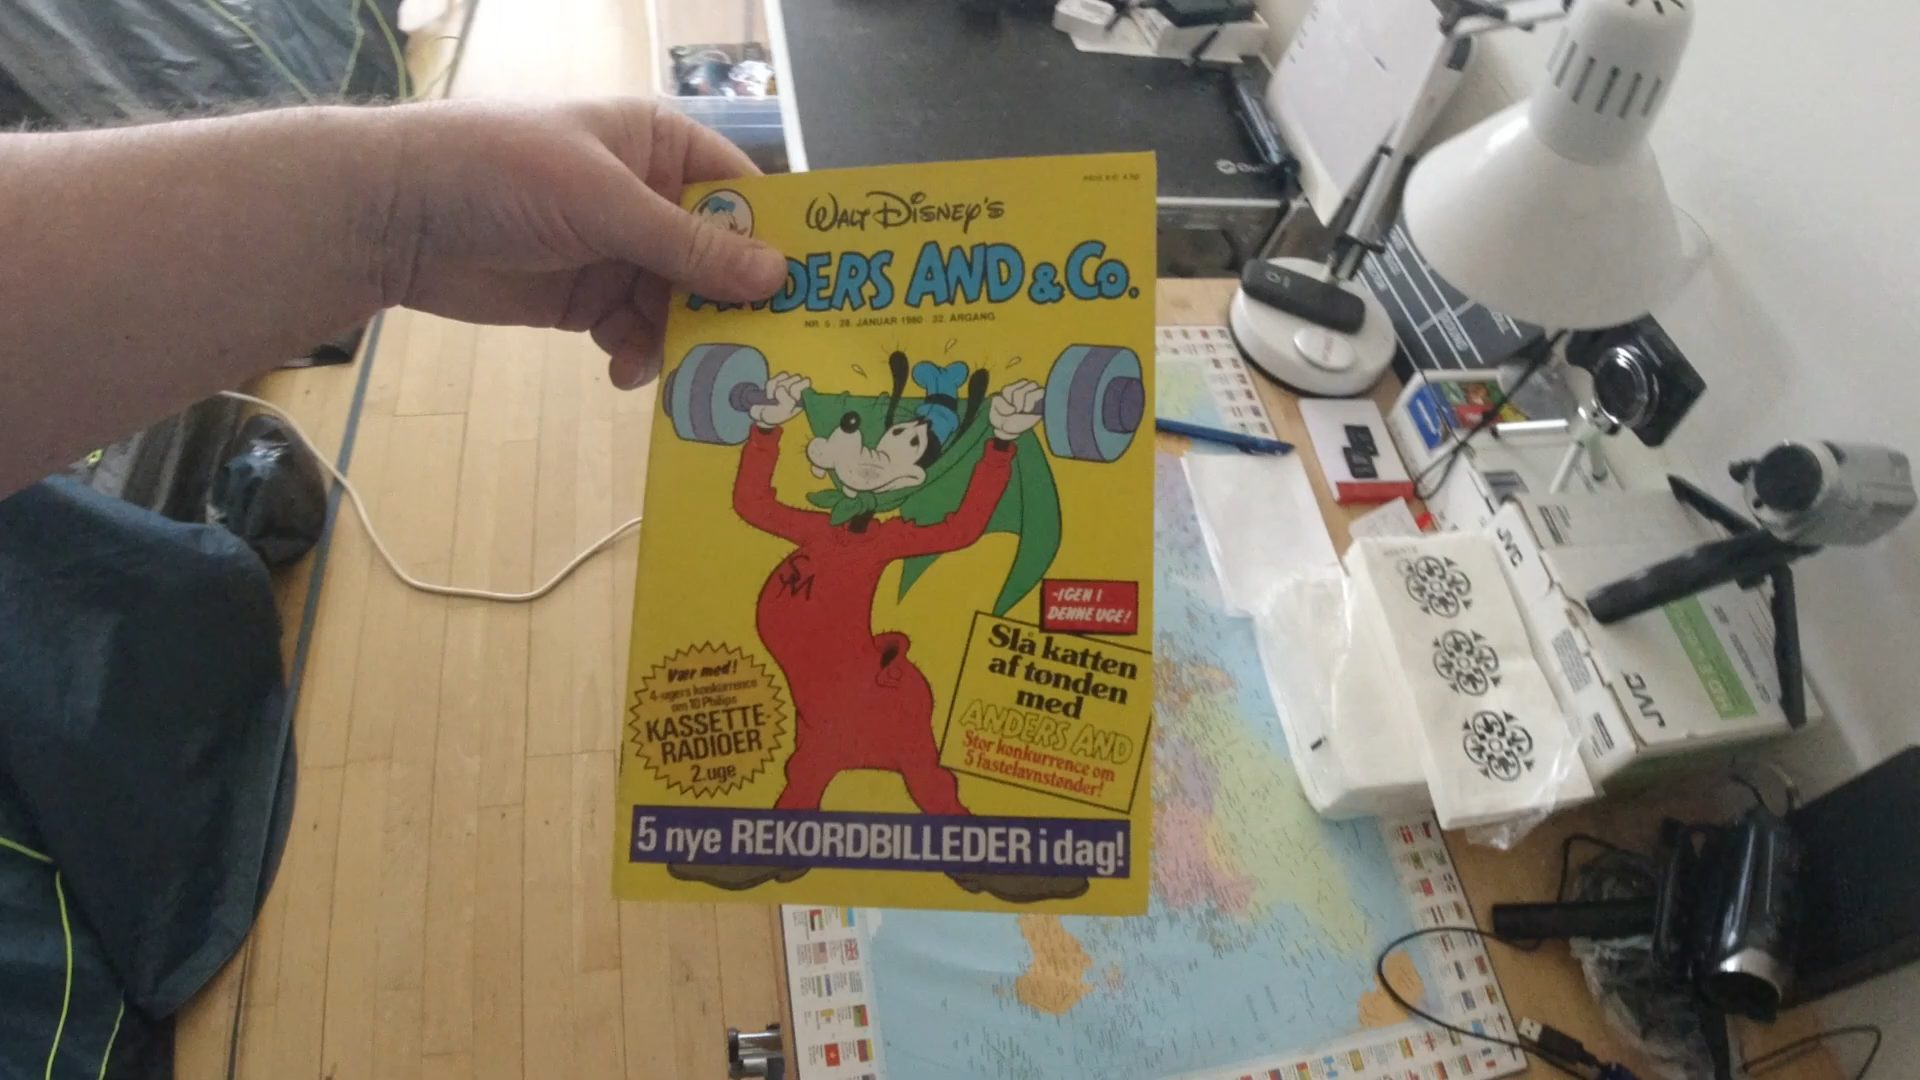 WALT DISNEY'S
ANDERS AND & Co.
NR. 5 . 28. JANUAR 1980 32. ARGANG
SM
-IGEN I
DENNE UGE!
Slå katten
af tønden
med
ANDERS AND
Stor konkurrence om
5 fastelavnstønder!
Vær med!
4-ugers konkurrence
om 10 Philips
KASSETTE-
RADIOER
2. uge
5 nye REKORDBILLEDER i dag!
JVC
JVC